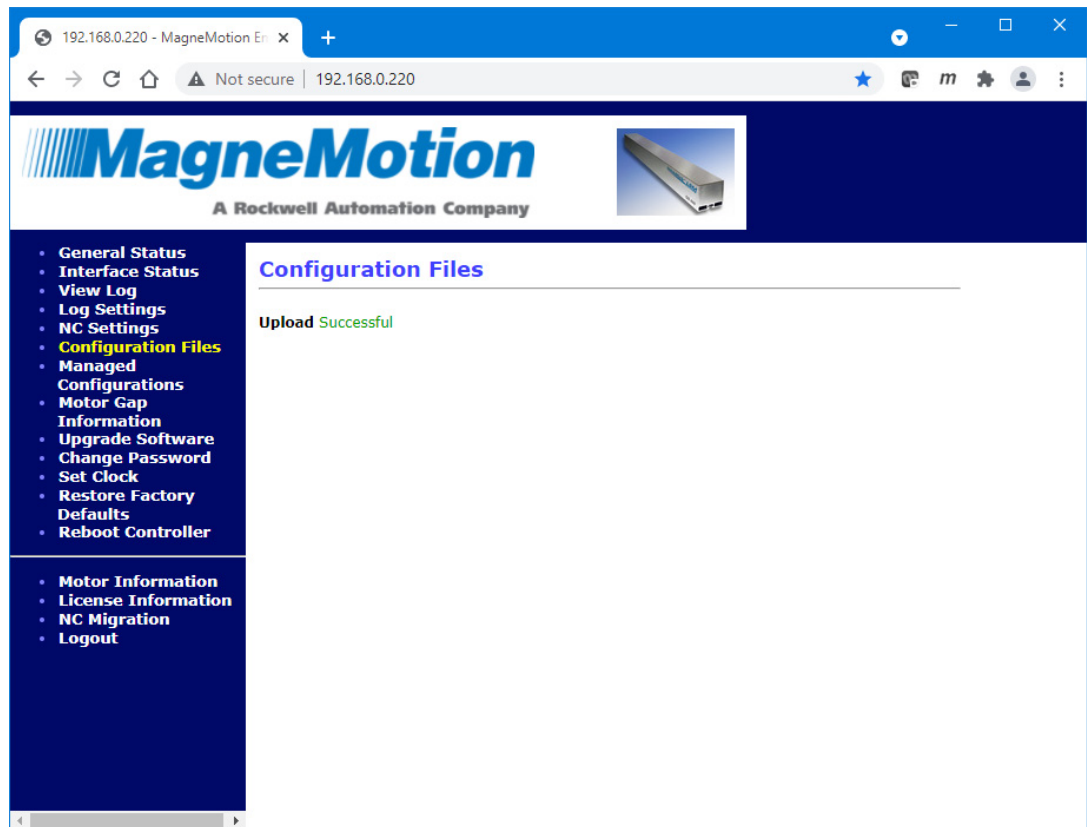 192.168.0.220 - MagneMotion En
Not secure | 192.168.0.220
m
MagneMotion
A Rockwell Automation Company
General Status
Interface Status
View Log
Log Settings
NC Settings
Configuration Files
Managed
Configurations
Motor Gap
Information
Upgrade Software
Change Password
Set Clock
Restore Factory
Defaults
Reboot Controller
Motor Information
License Information
NC Migration
Logout
Configuration Files
Upload Successful